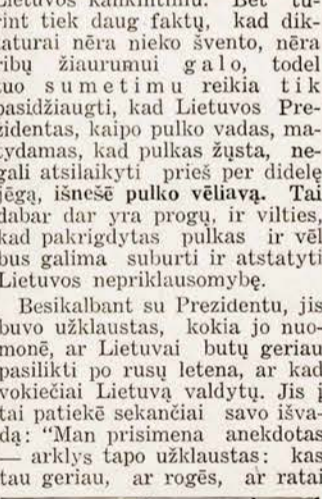 Lietuvos kankintinių. Bet tu-
rint tiek daug faktų, kad dik-
taturai nėra nieko švento, nėra
ribų žiaurumui galo, todel
tuo sumetimu reikia tik
pasidžiaugti, kad Lietuvos Pre-
zidentas, kaipo pulko vadas, ma-
tydamas, kad pulkas žųsta, ne-
gali atsilaikyti prieš per didelę
jėgą, išnešė pulko vėliavą. Tai
dabar dar yra progų, ir vilties,
kad pakrigdytas pulkas ir vėl
bus galima suburti ir atstatyti
Lietuvos nepriklausomybę.
Besikalbant su Prezidentu, jis
buvo užklaustas, kokia jo nuo-
monė, ar Lietuvai butų geriau
pasilikti po rusų letena, ar kad
vokiečiai Lietuvą valdytų. Jis į
tai patiekė sekančiai savo išva-
dą: "Man prisimena anekdotas
— arklys tapo užklaustas: kas
tau geriau, ar rogės, ar ratai